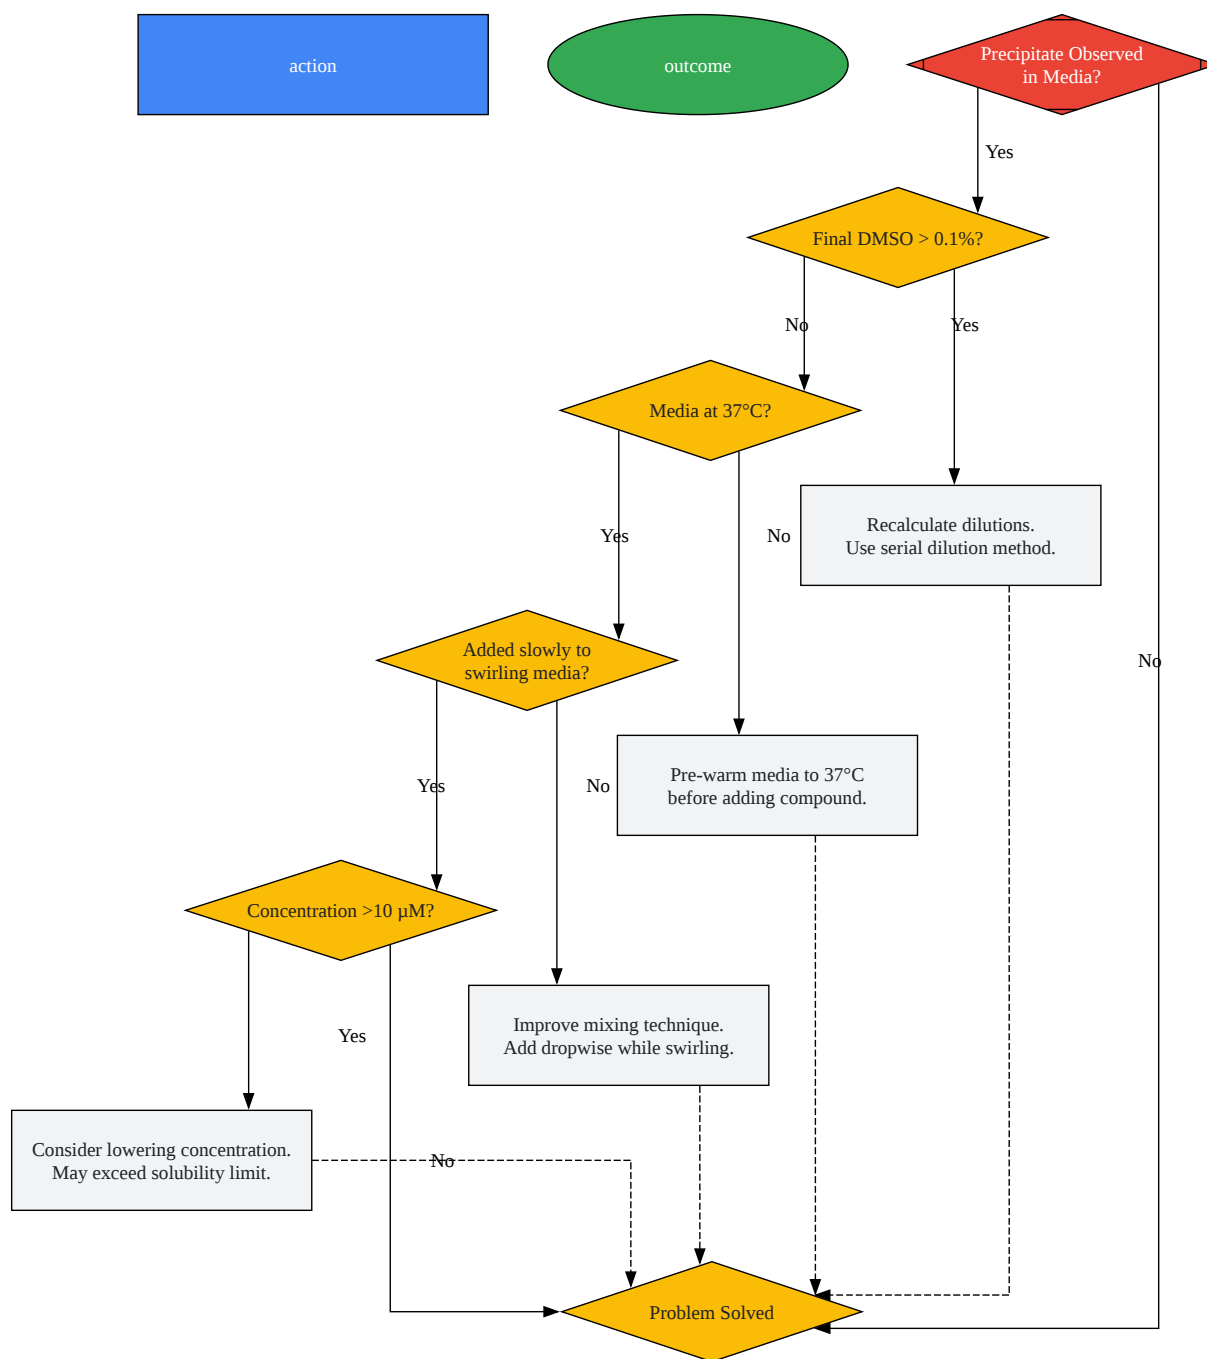 action
outcome
Precipitate Observed
in Media?
Yes
Final DMSO > 0.1%?
No
Yes
Media at 37°C?
Yes
No
Recalculate dilutions.
Use serial dilution method.
Added slowly to
swirling media?
No
Yes
No
Pre-warm media to 37°C
before adding compound.
Concentration >10 µM?
Yes
Improve mixing technique.
Add dropwise while swirling.
Consider lowering concentration.
May exceed solubility limit.
No
Problem Solved